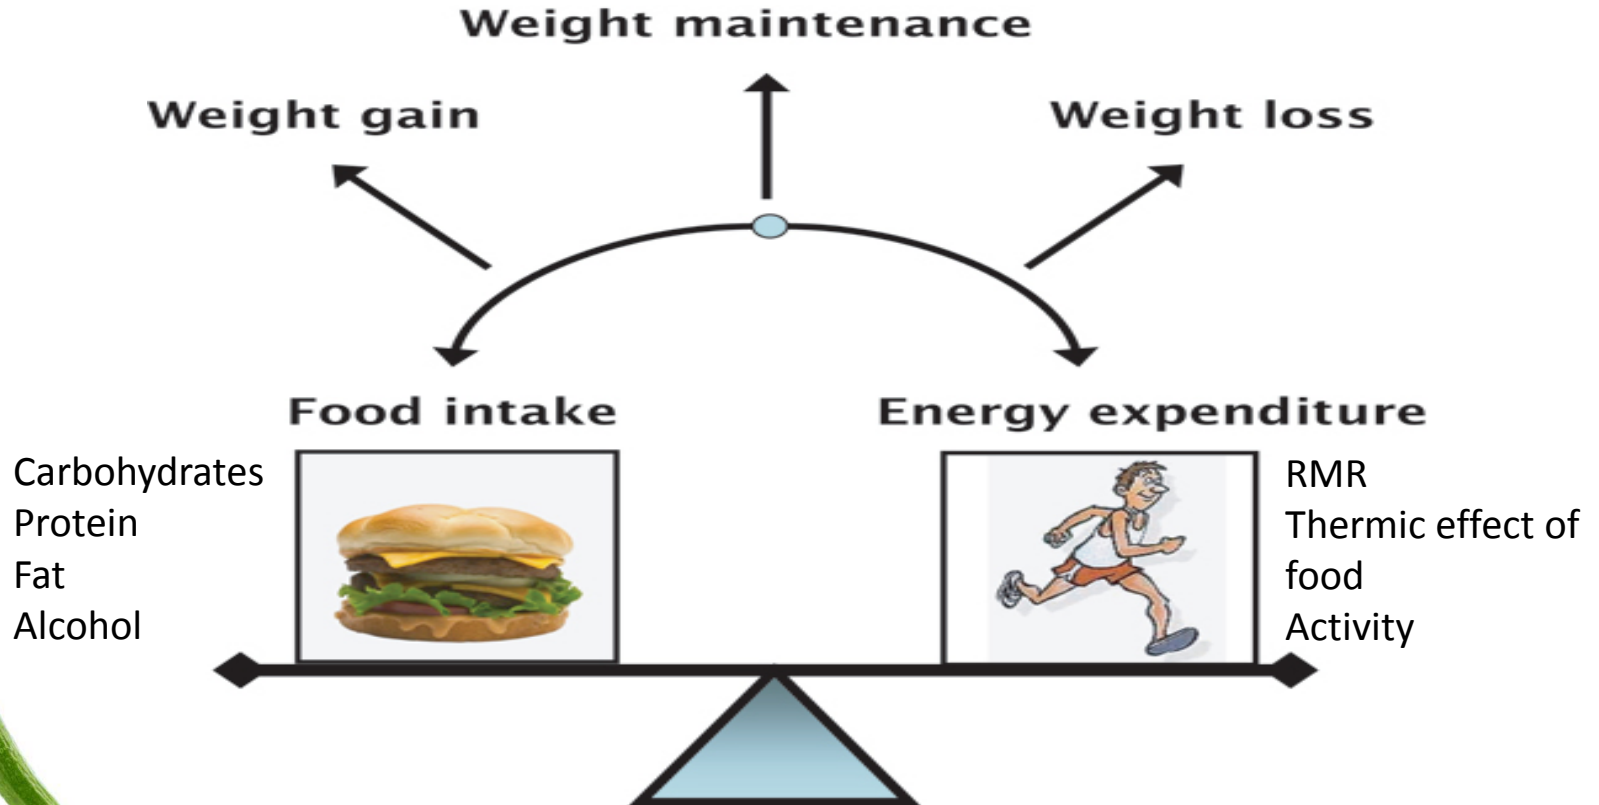 Weight maintenance
Weight gain
Weight loss
Food intake
Energy expenditure
Carbohydrates
Protein
Fat
Alcohol
RMR
Thermic effect of
food
Activity